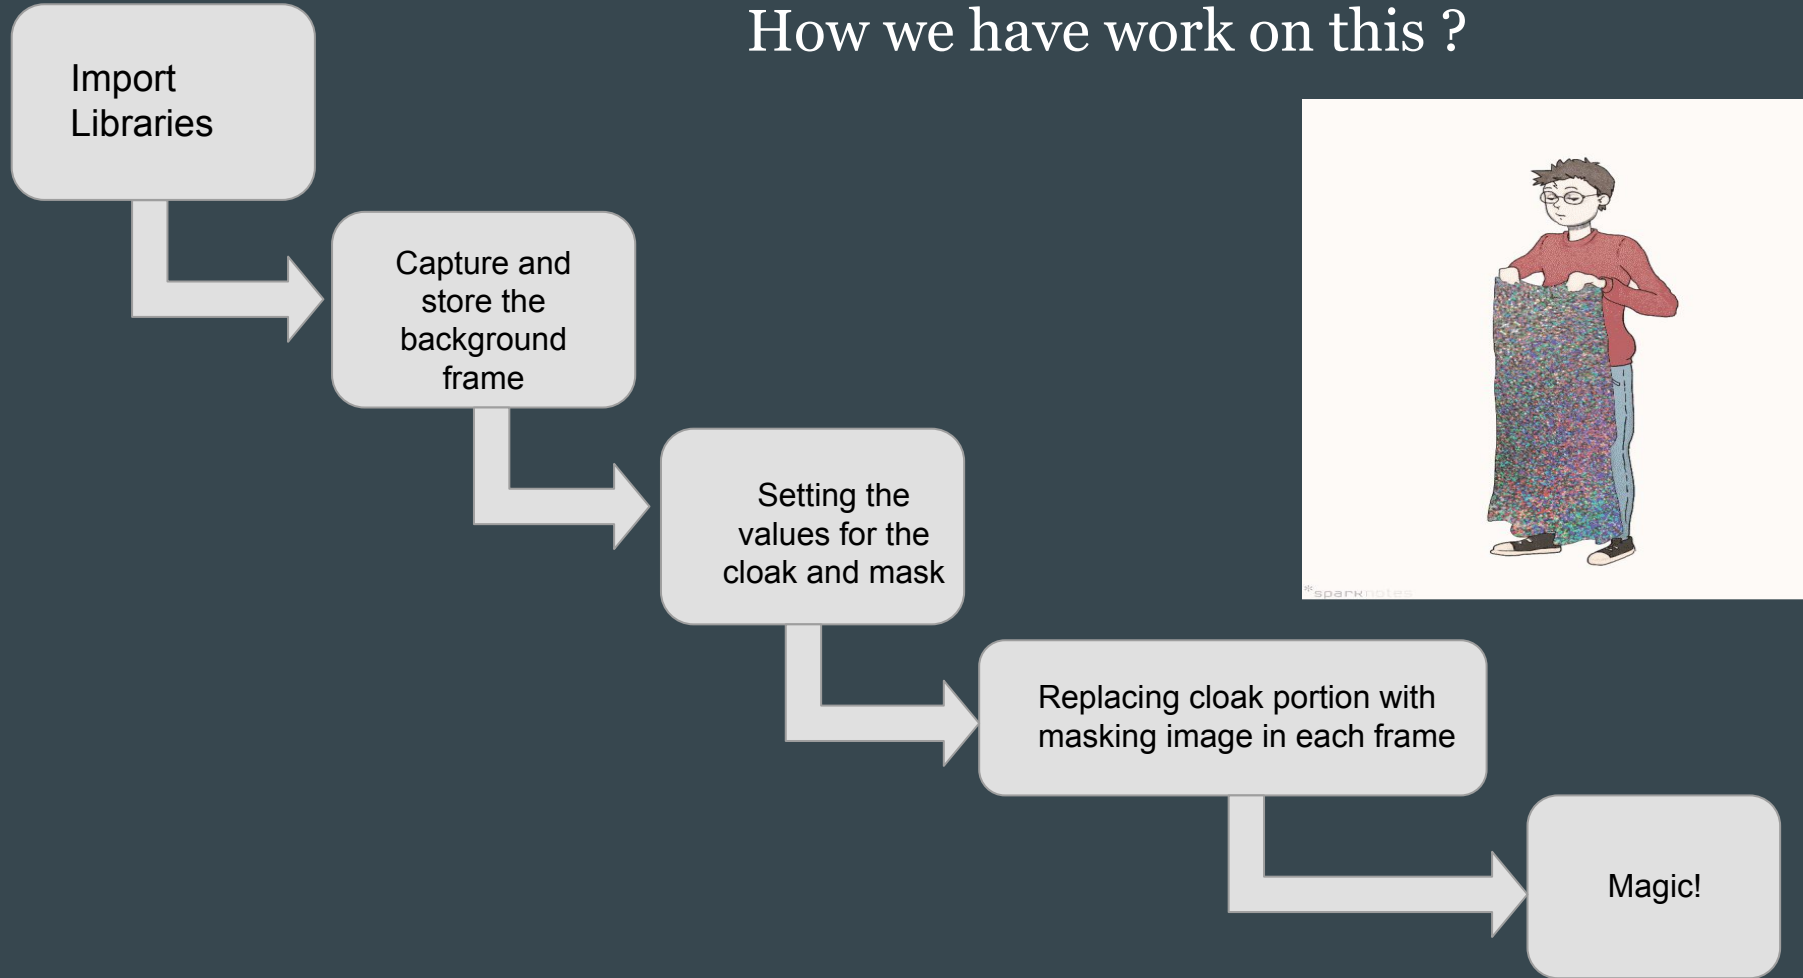 How we have work on this ?
Import
Libraries
Capture and
store the
background
frame
Setting the
values for the
cloak and mask
Replacing cloak portion with
masking image in each frame
Magic!
*sparknotes